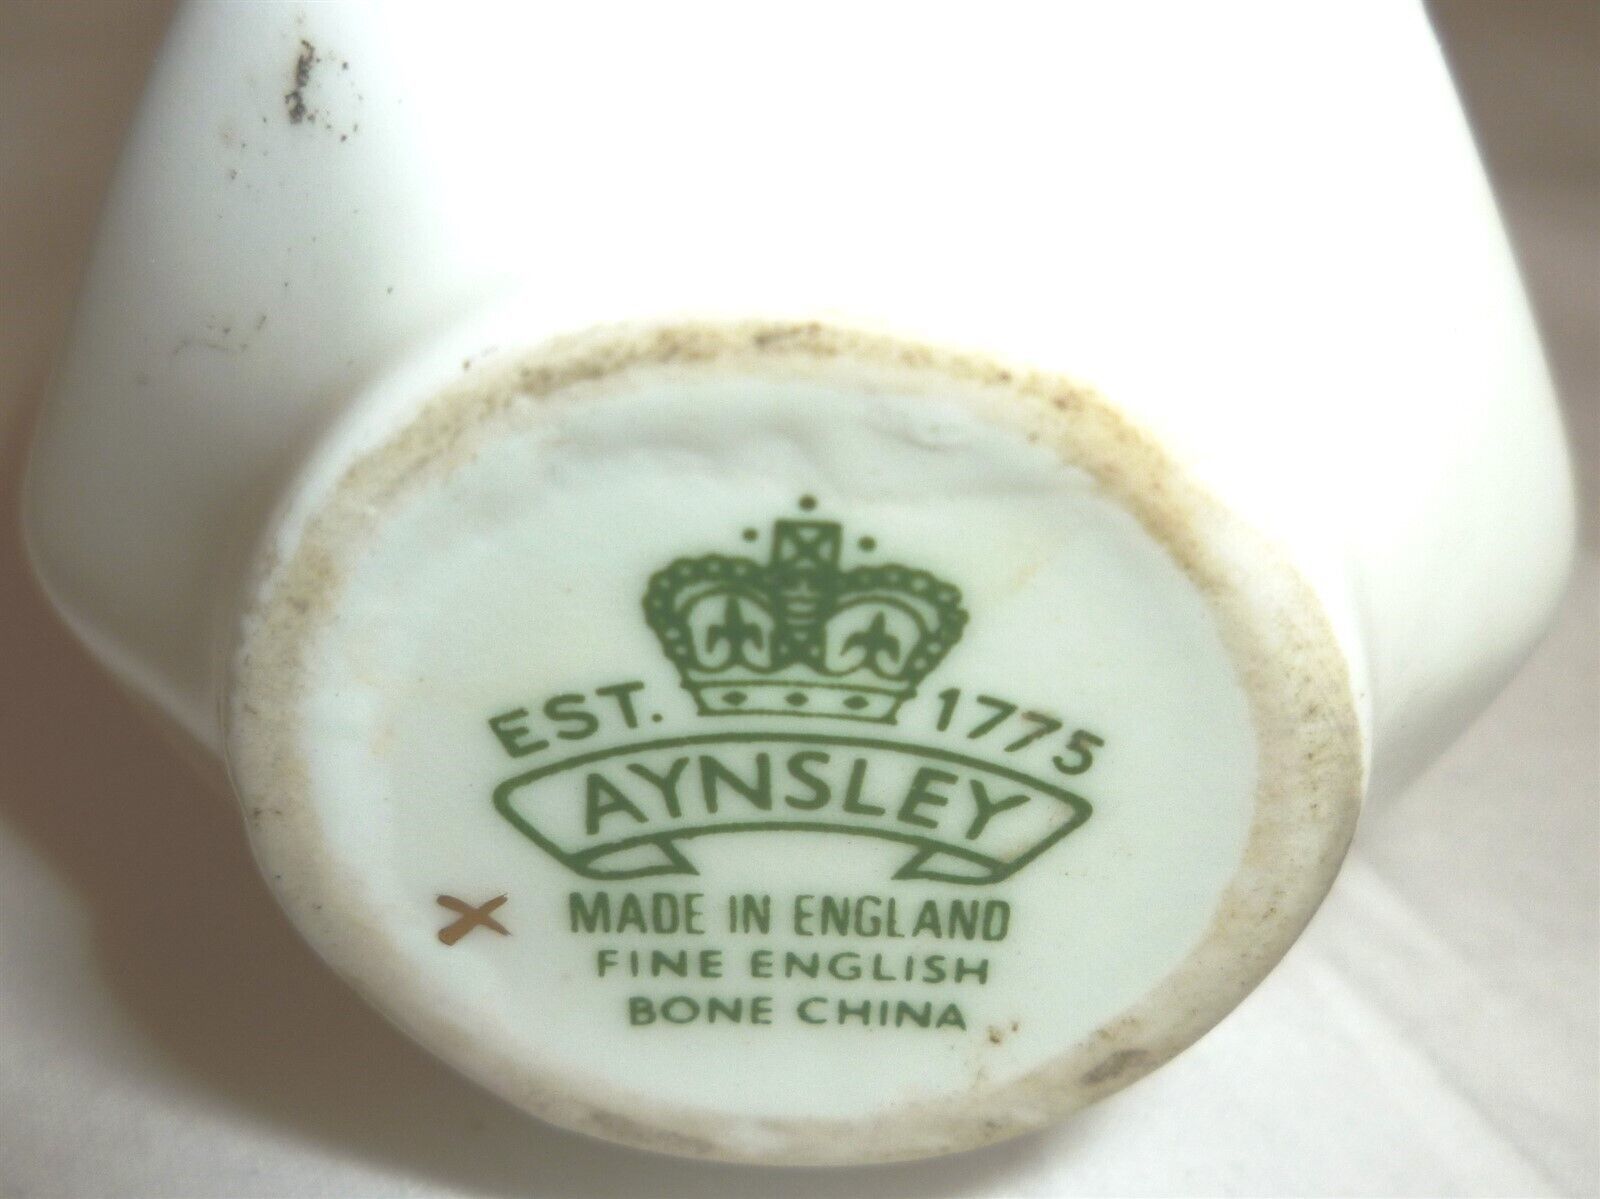 EST. 1775
AYNSLEY
MADE IN ENGLAND
FINE ENGLISH
BONE CHINA